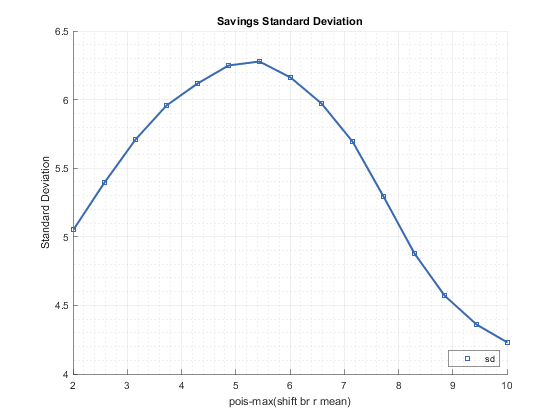 Savings Standard Deviation
6.5
6
5.5
5
4.5
4
Standard Deviation
2 3 4 5 6 7 8 9 10
pois-max(shift br r mean)
sd